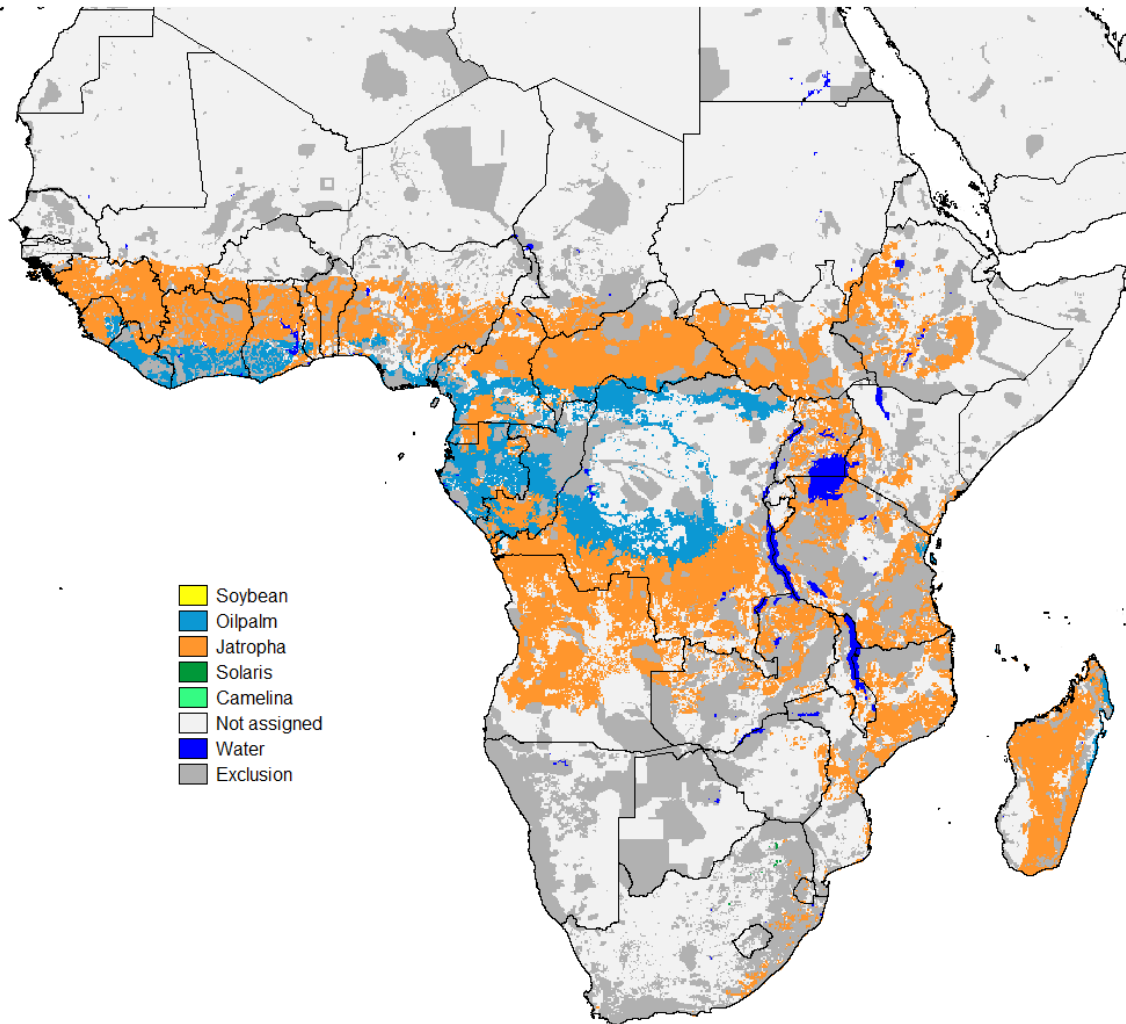 Soybean
Oilpalm
Jatropha
Solaris
Camelina
Not assigned
Water
Exclusion